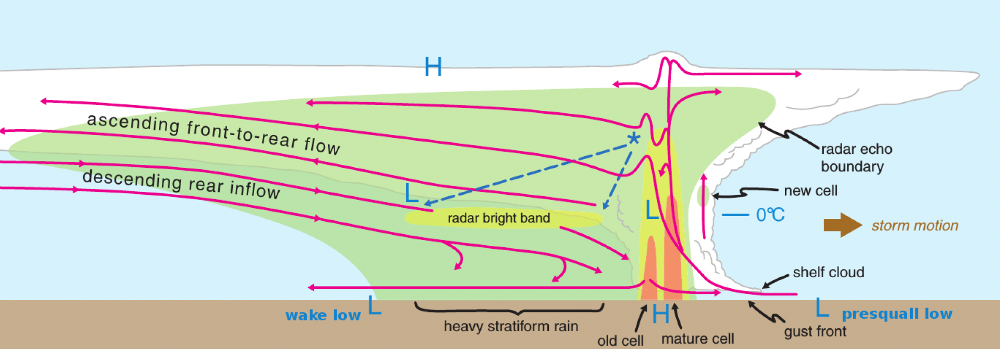 H
ascending front-to-rear flow
*
radar echo
boundary
descending rear inflow
L
new cell
L
0°C
radar bright band
storm motion
shelf cloud
wake low
L
L
presquall low
heavy stratiform rain
H
gust front
old cell
mature cell